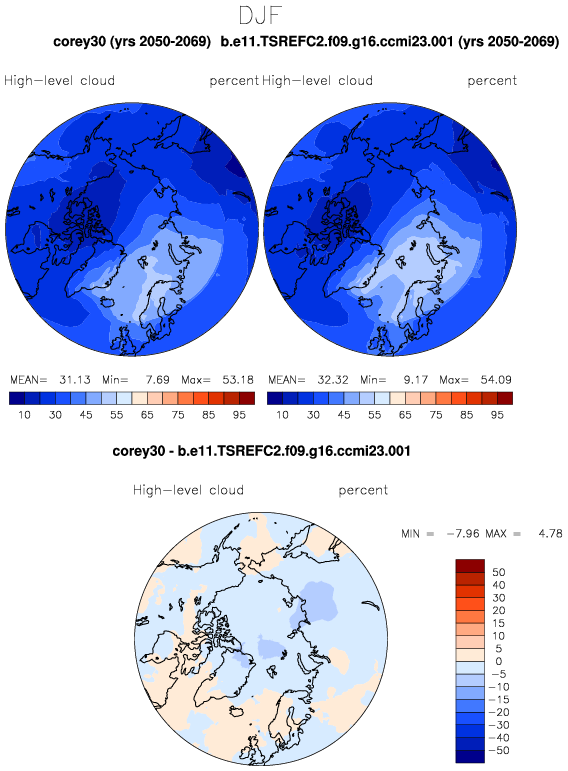 DJF
corey30 (yrs 2050-2069) b.e11.TSREFC2.f09.g16.ccmi23.001 (yrs 2050-2069)
High-level cloud percent High-level cloud percent
MEAN= 31.13 Min= 7.69 Max= 53.18 MEAN= 32.32 Min= 9.17 Max= 54.09
10 30 45 55 65 75 85 95 10 30 45 55 65 75 85 95
corey30 - b.e11.TSREFC2.f09.g16.ccmi23.001
High-level cloud percent
MIN = -7.96 MAX = 4.78
50
40
30
20
15
10
5
0
-5
-10
-15
-20
-30
-40
-50